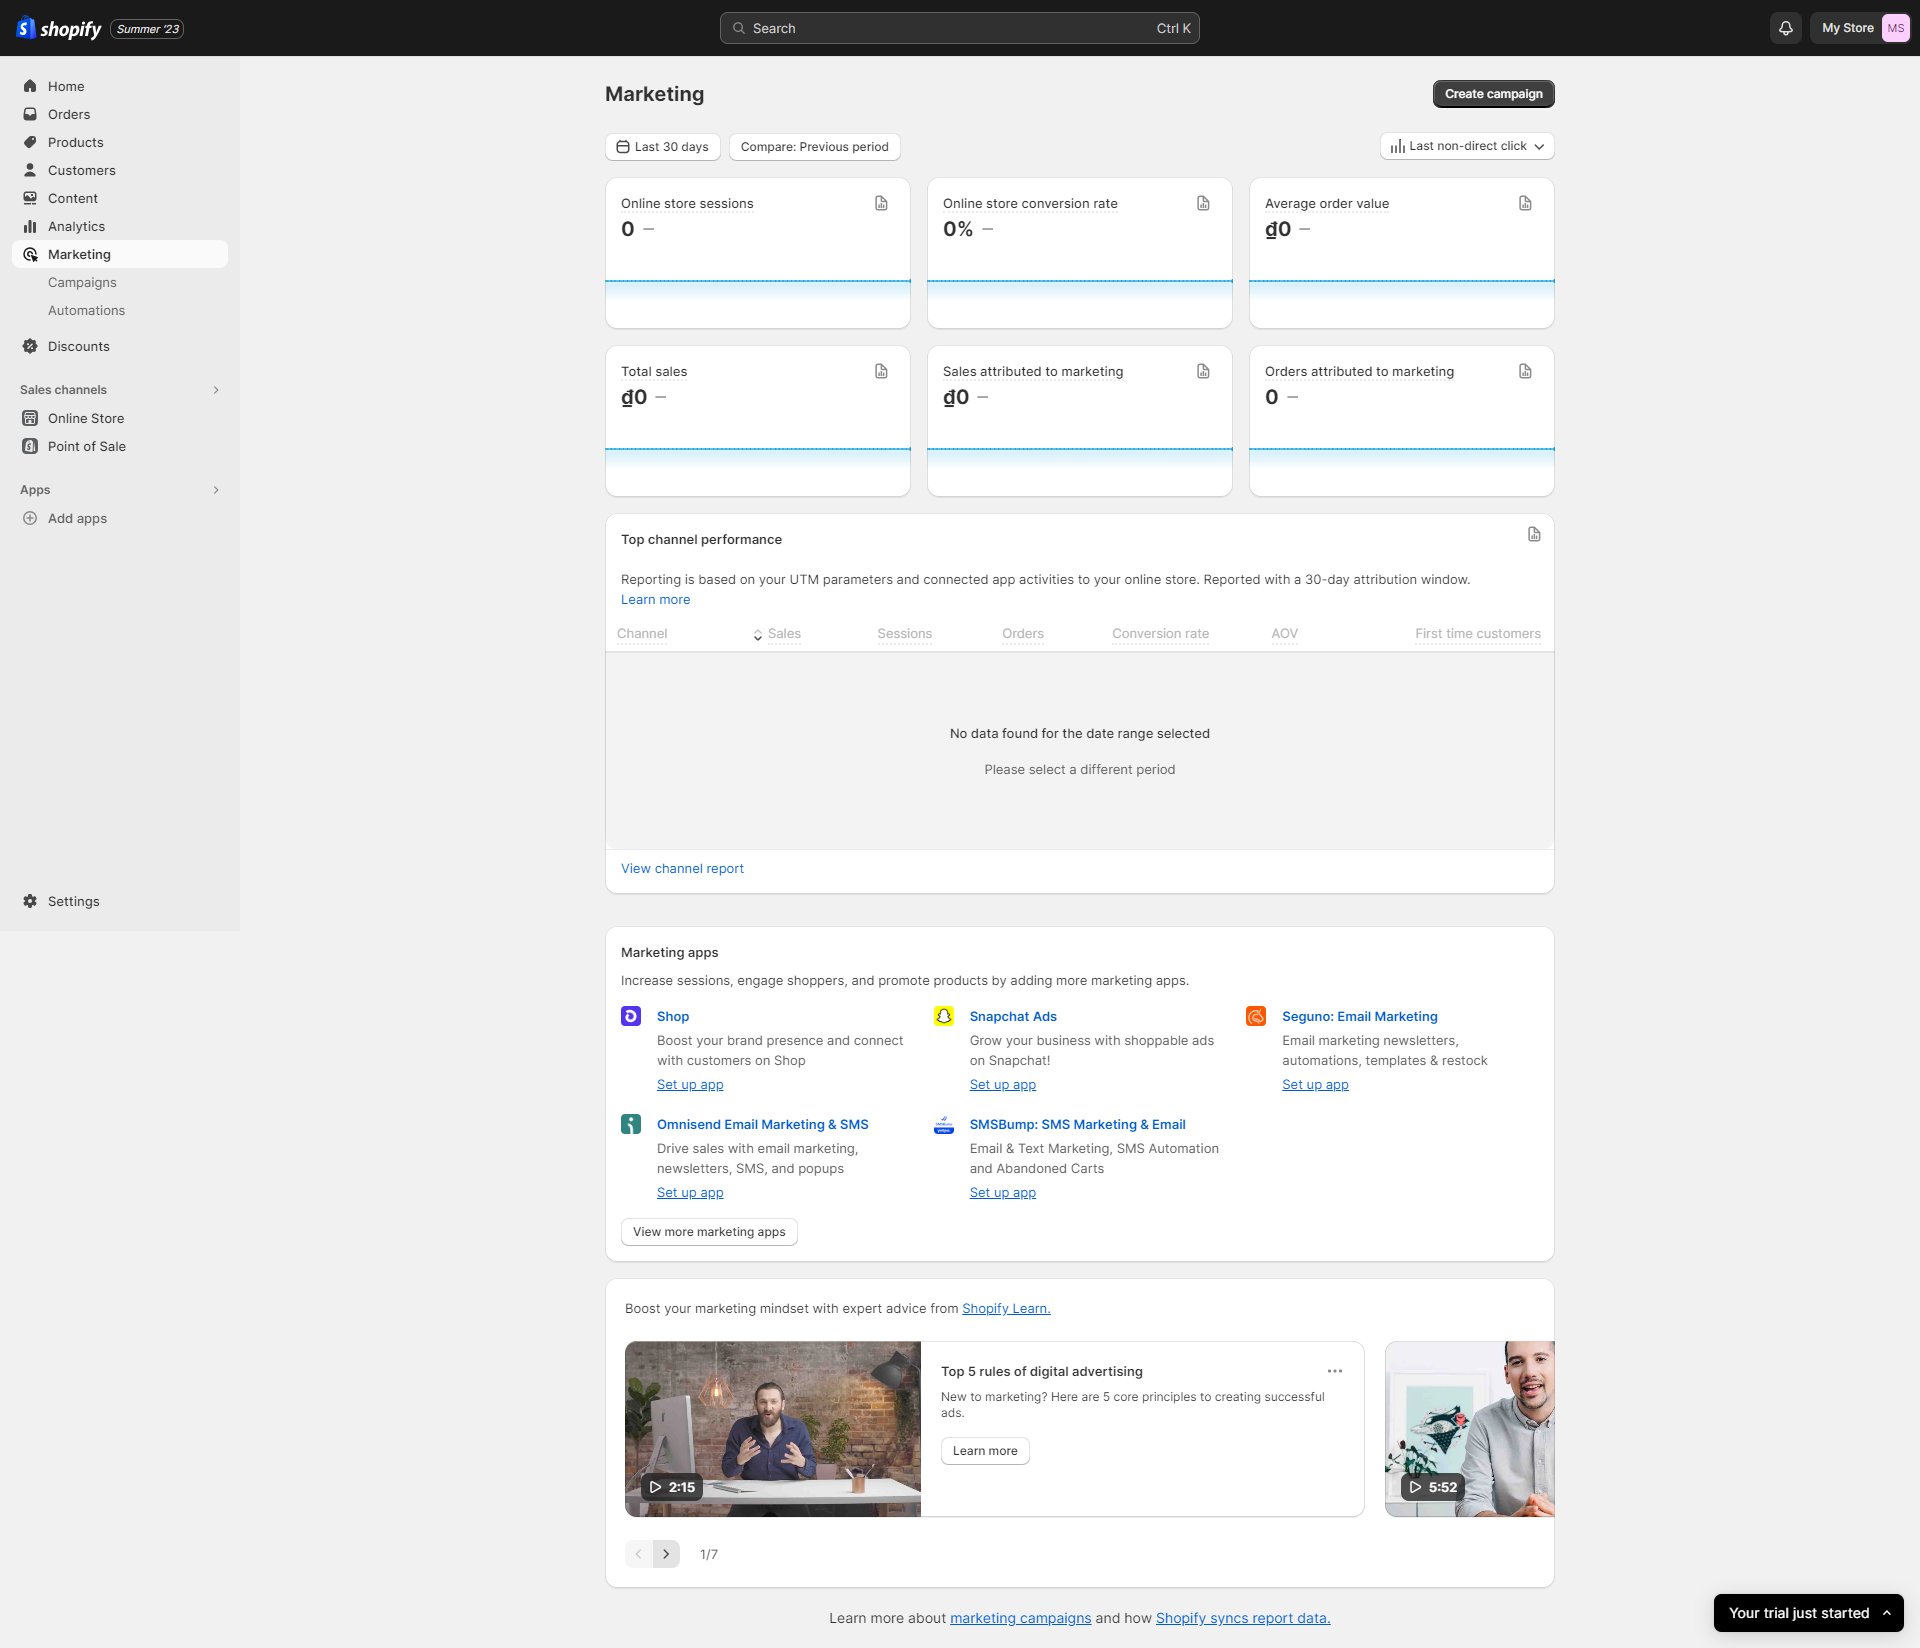 shopify
Summer '23
Search
Ctrl K
My Store
MS
Home
Orders
Products
Customers
Content
Analytics
Marketing
Campaigns
Automations
Discounts
Sales channels
Online Store
Point of Sale
Apps
Add apps
Settings
Marketing
Create campaign
Last 30 days
Compare: Previous period
Last non-direct click
Online store sessions
0 —
Online store conversion rate
0% —
Average order value
₫0 —
Total sales
₫0 —
Sales attributed to marketing
₫0 —
Orders attributed to marketing
0 —
Top channel performance
Reporting is based on your UTM parameters and connected app activities to your online store. Reported with a 30-day attribution window.
Learn more
Channel Sales Sessions Orders Conversion rate AOV First time customers
No data found for the date range selected
Please select a different period
View channel report
Marketing apps
Increase sessions, engage shoppers, and promote products by adding more marketing apps.
Shop
Boost your brand presence and connect
with customers on Shop
Set up app
Snapchat Ads
Grow your business with shoppable ads
on Snapchat!
Set up app
Seguno: Email Marketing
Email marketing newsletters,
automations, templates & restock
Set up app
Omnisend Email Marketing & SMS
Drive sales with email marketing,
newsletters, SMS, and popups
Set up app
SMSBump: SMS Marketing & Email
Email & Text Marketing, SMS Automation
and Abandoned Carts
Set up app
View more marketing apps
Boost your marketing mindset with expert advice from Shopify Learn.
2:15
Top 5 rules of digital advertising
New to marketing? Here are 5 core principles to creating successful
ads.
Learn more
5:52
1/7
Learn more about marketing campaigns and how Shopify syncs report data.
Your trial just started